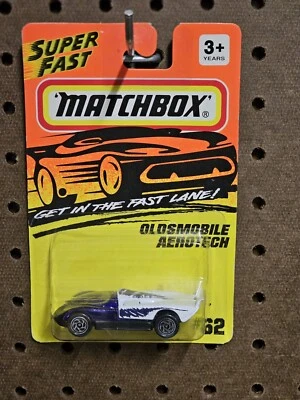 SUPER
FAST
3+
YEARS
MATCHBOX®
GET IN THE FAST LANE!
OLDSMOBILE
AEROTECH
62